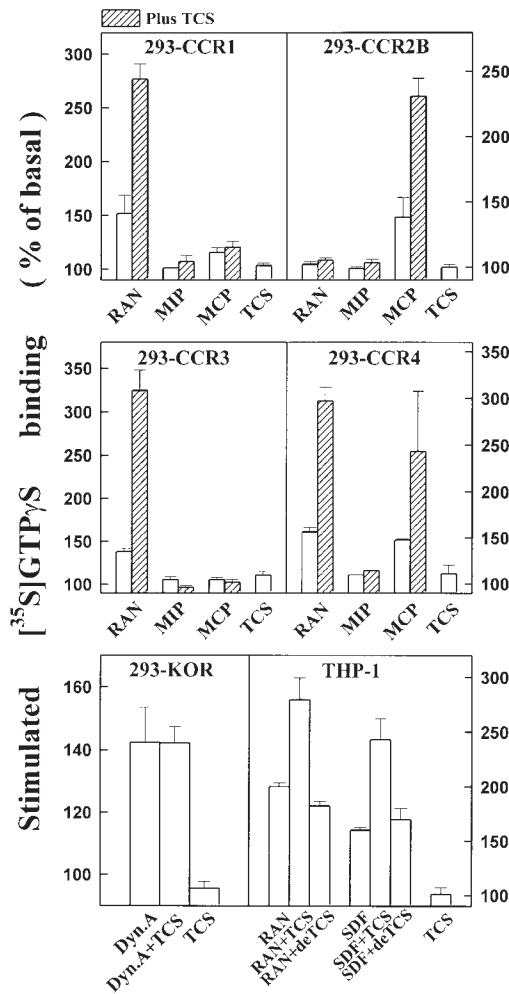 Plus TCS
293-CCR1
293-CCR2B
320
300
250
200
150
100
250
200
150
100
RAN
MIP
MCP
TCS
RAN
MIP
MCP
TCS
293-CCR3
293-CCR4
350
300
250
200
150
100
350
300
250
200
150
100
RAN
MIP
MCP
TCS
RAN
MIP
MCP
TCS
293-KOR
THP-1
160
140
120
100
300
250
200
150
100
Dyn.A
Dyn.A+TCS
TCS
RAN
RAN+TCS
RAN+deTCS
SDF
SDF+TCS
SDF+deTCS
TCS
Stimulated [³⁵S]GTPγS binding ( % of basal )